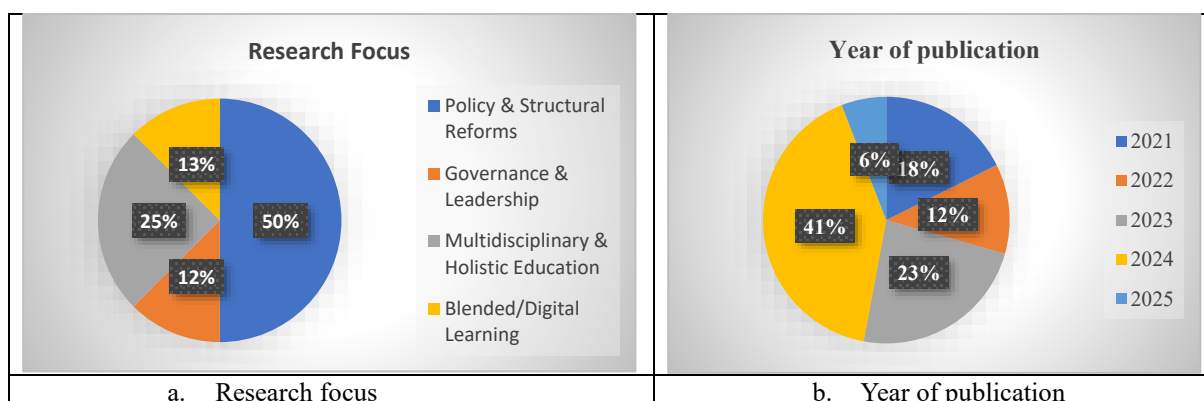 Research Focus
13%
25%
50%
12%
Policy & Structural
Reforms
Governance &
Leadership
Multidisciplinary &
Holistic Education
Blended/Digital
Learning
a. Research focus
Year of publication
6%
18%
12%
41%
23%
2021
2022
2023
2024
2025
b. Year of publication